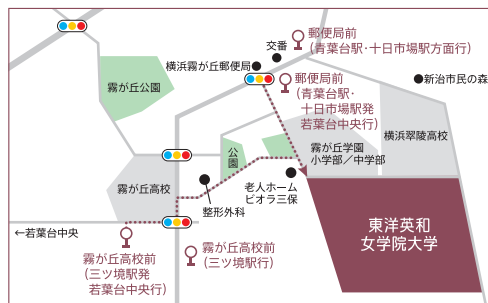 郵便局前
(青葉台駅・十日市場駅方面行)
交番
横浜霧が丘郵便局
郵便局前
(青葉台駅・
十日市場駅発
若葉台中央行)
新治市民の森
霧が丘公園
横浜翠陵高校
霧が丘学園
小学部／中学部
公園
霧が丘高校
老人ホーム
ビオラ三保
整形外科
東洋英和
女学院大学
←若葉台中央
霧が丘高校前
(三ツ境駅発
若葉台中央行)
霧が丘高校前
(三ツ境駅行)